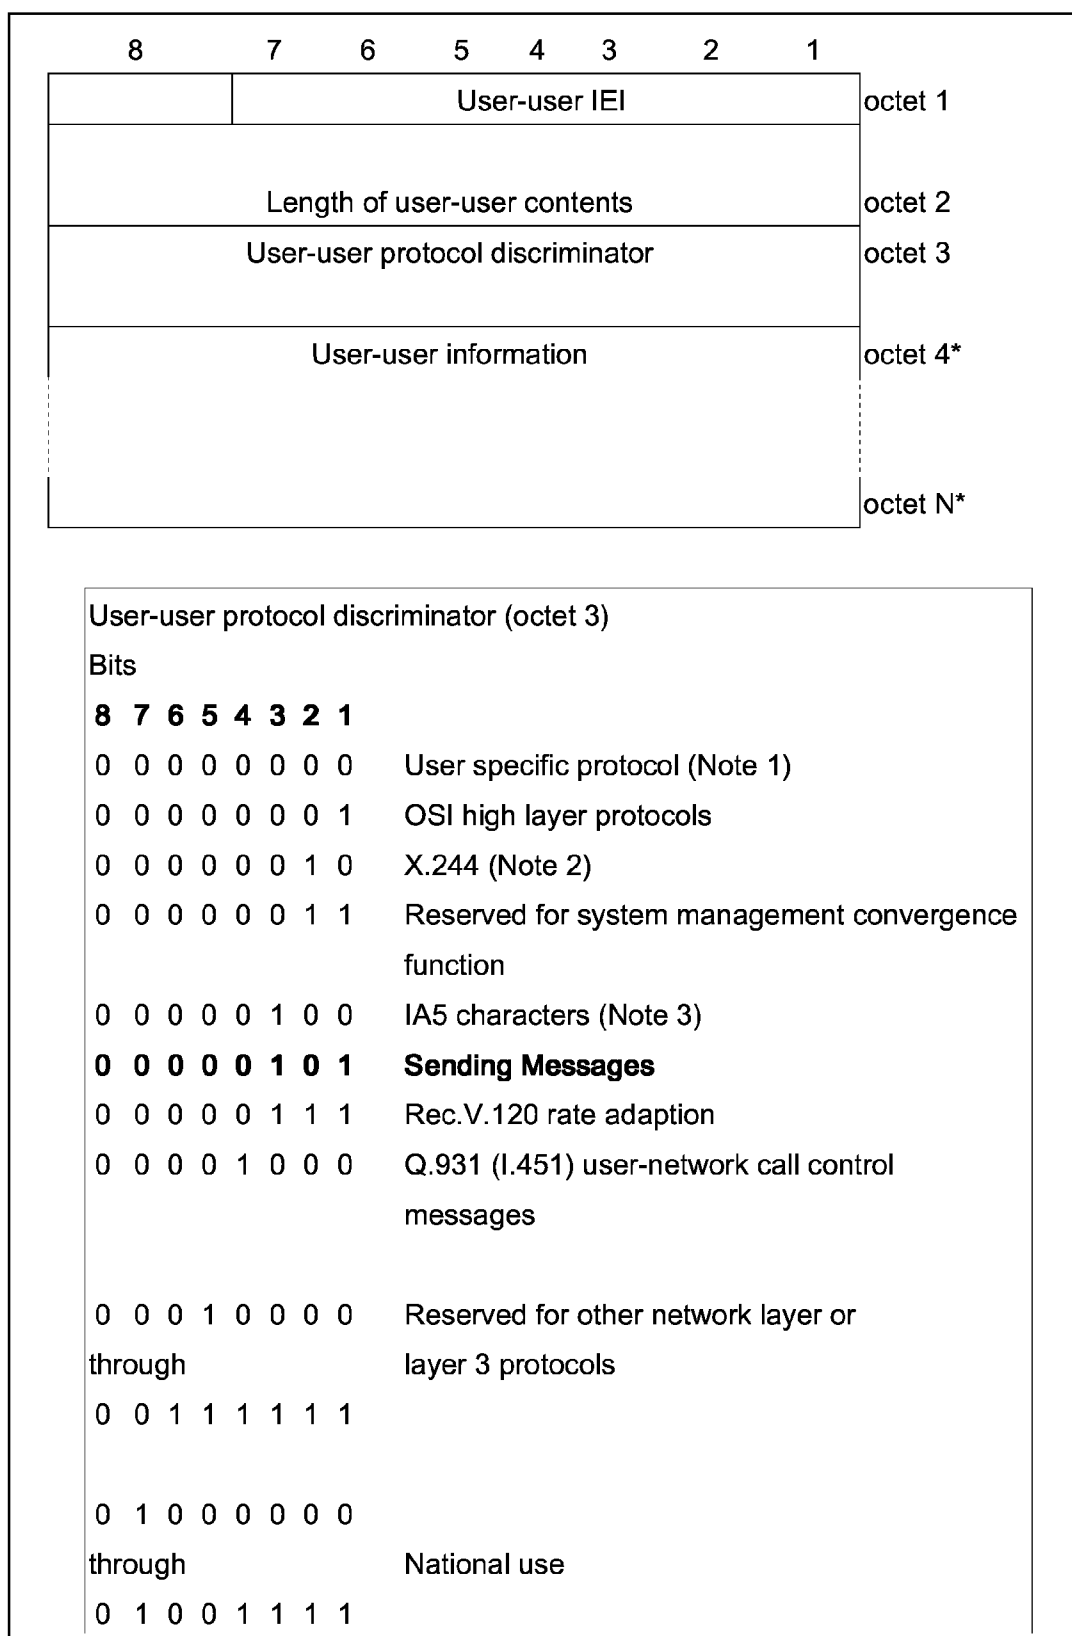 8 7 6 5 4 3 2 1
User-user IEI octet 1
Length of user-user contents octet 2
User-user protocol discriminator octet 3
User-user information octet 4*
octet N*
User-user protocol discriminator (octet 3)
Bits
8 7 6 5 4 3 2 1
0 0 0 0 0 0 0 0 User specific protocol (Note 1)
0 0 0 0 0 0 0 1 OSI high layer protocols
0 0 0 0 0 0 1 0 X.244 (Note 2)
0 0 0 0 0 0 1 1 Reserved for system management convergence
function
0 0 0 0 0 1 0 0 IA5 characters (Note 3)
0 0 0 0 0 1 0 1 Sending Messages
0 0 0 0 0 1 1 1 Rec.V.120 rate adaption
0 0 0 0 1 0 0 0 Q.931 (I.451) user-network call control
messages
0 0 0 1 0 0 0 0 Reserved for other network layer or
through layer 3 protocols
0 0 1 1 1 1 1 1
0 1 0 0 0 0 0 0
through National use
0 1 0 0 1 1 1 1